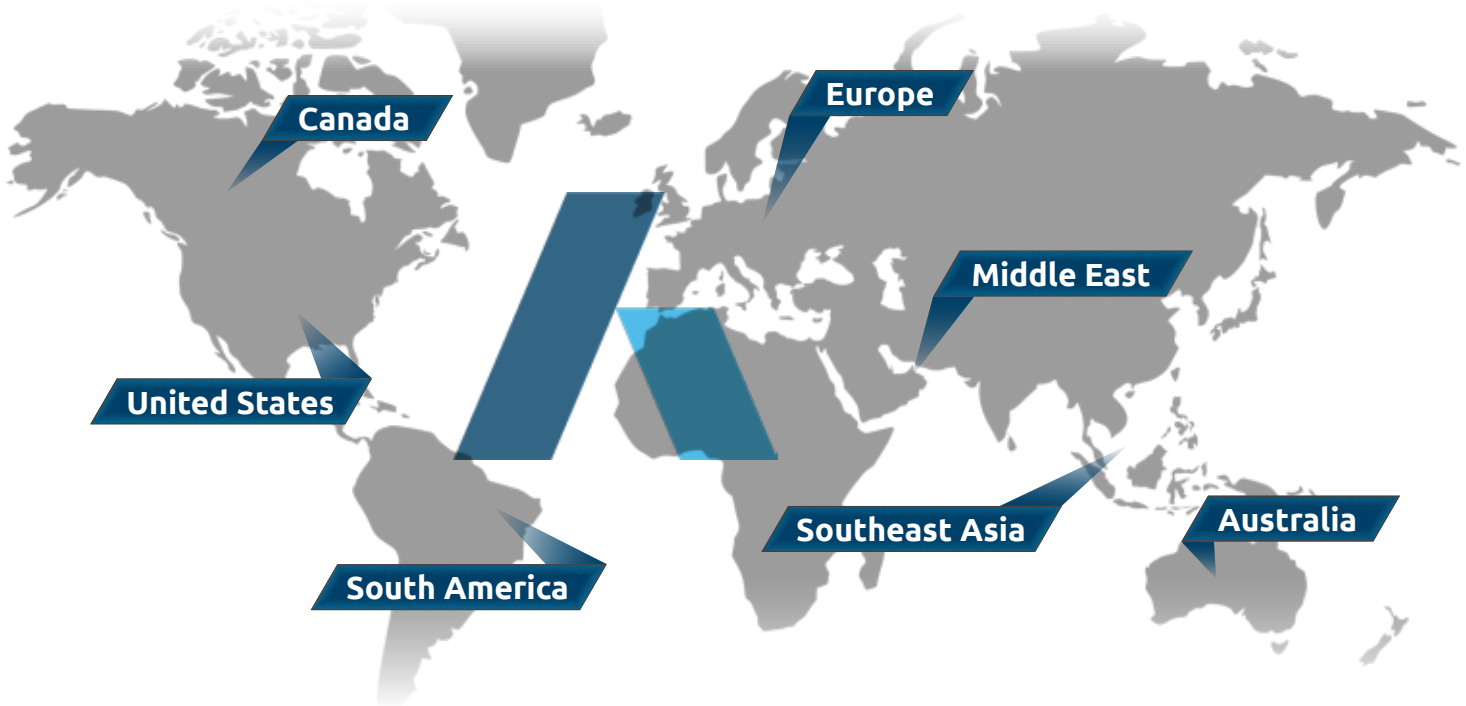 Europe
Canada
Middle East
United States
Southeast Asia
Australia
South America